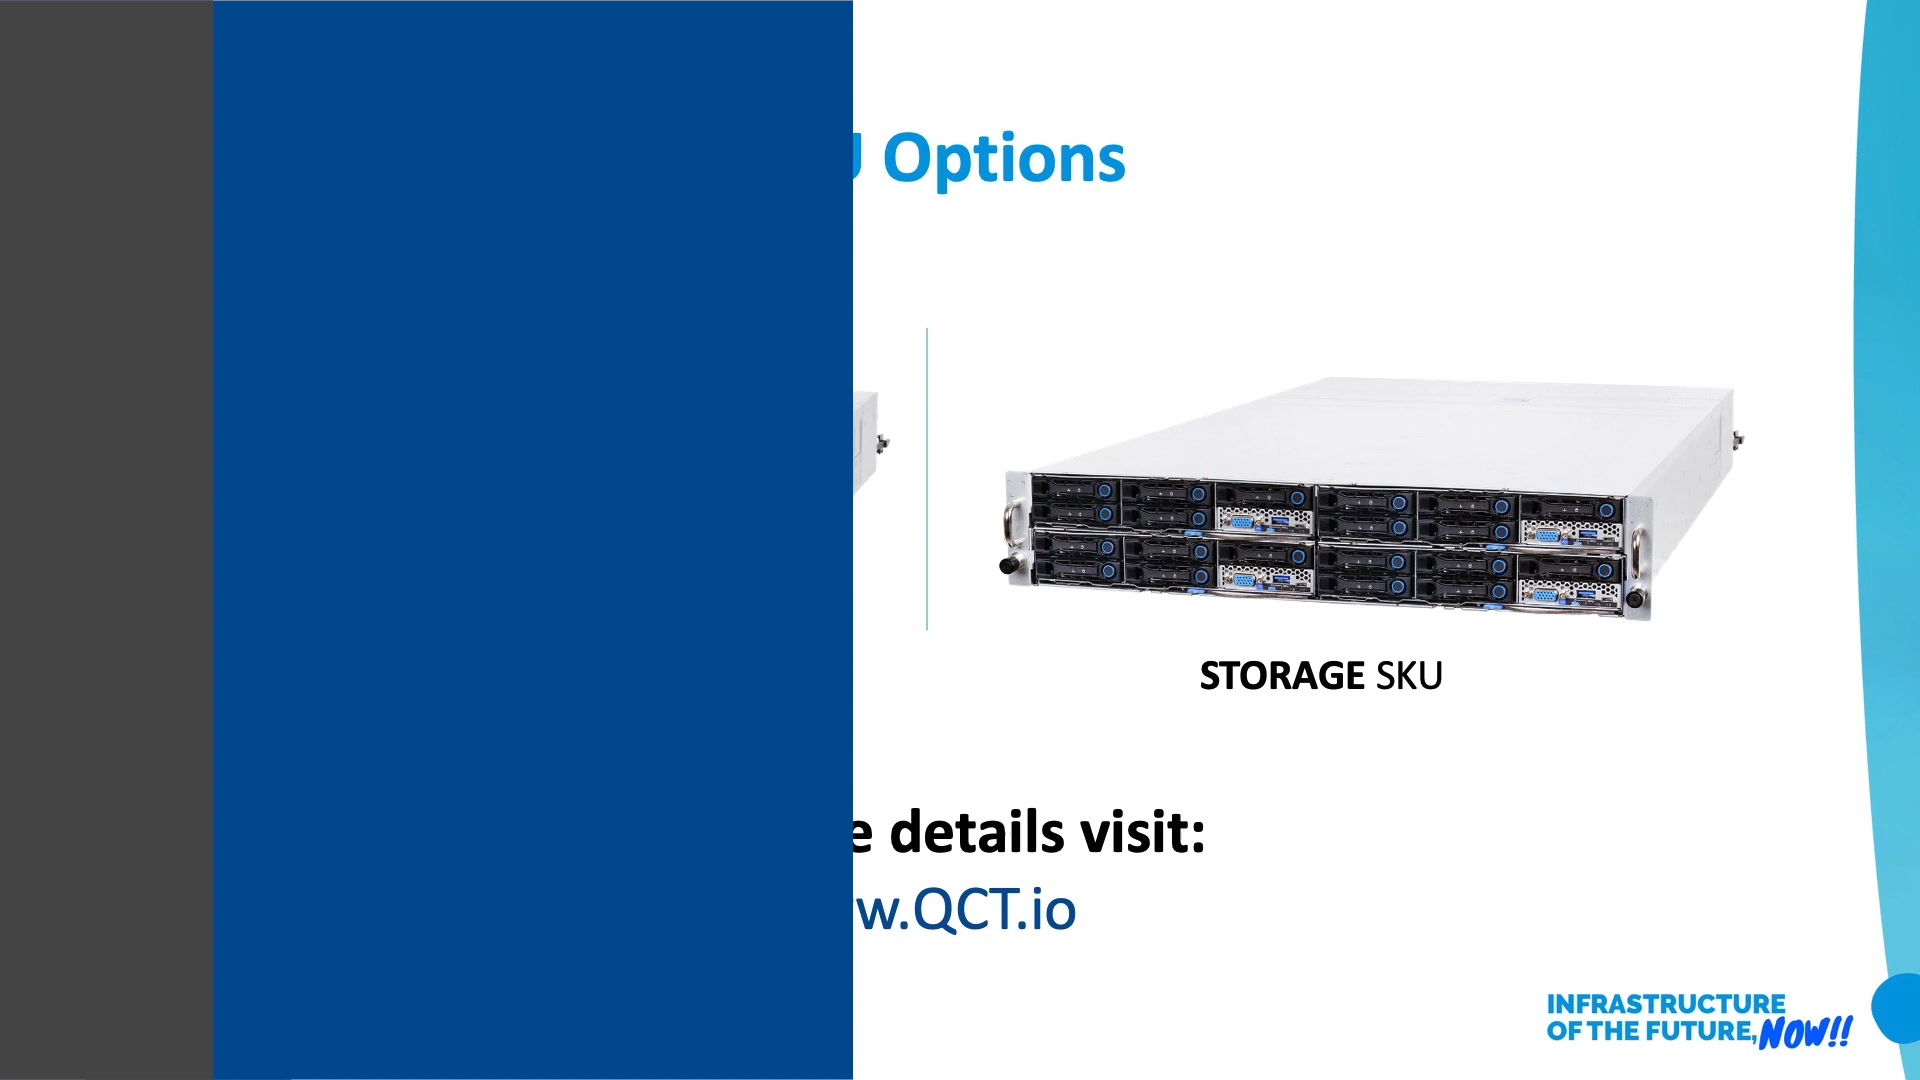 Options
STORAGE SKU
details visit:
w.QCT.io
INFRASTRUCTURE
OF THE FUTURE, NOW!!